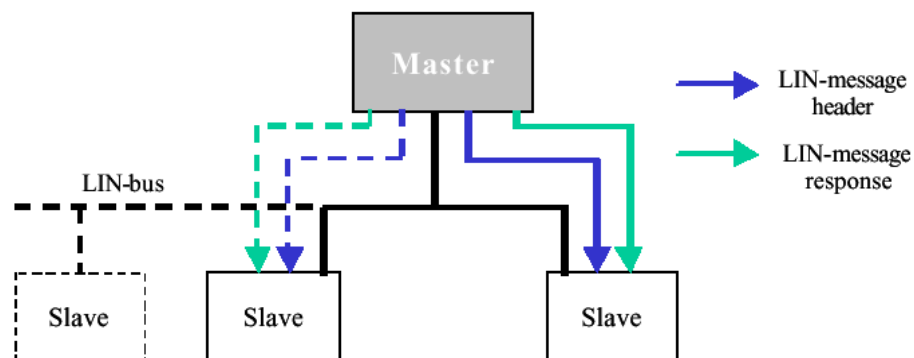 Master
LIN-message
header
LIN-message
response
LIN-bus
Slave
Slave
Slave